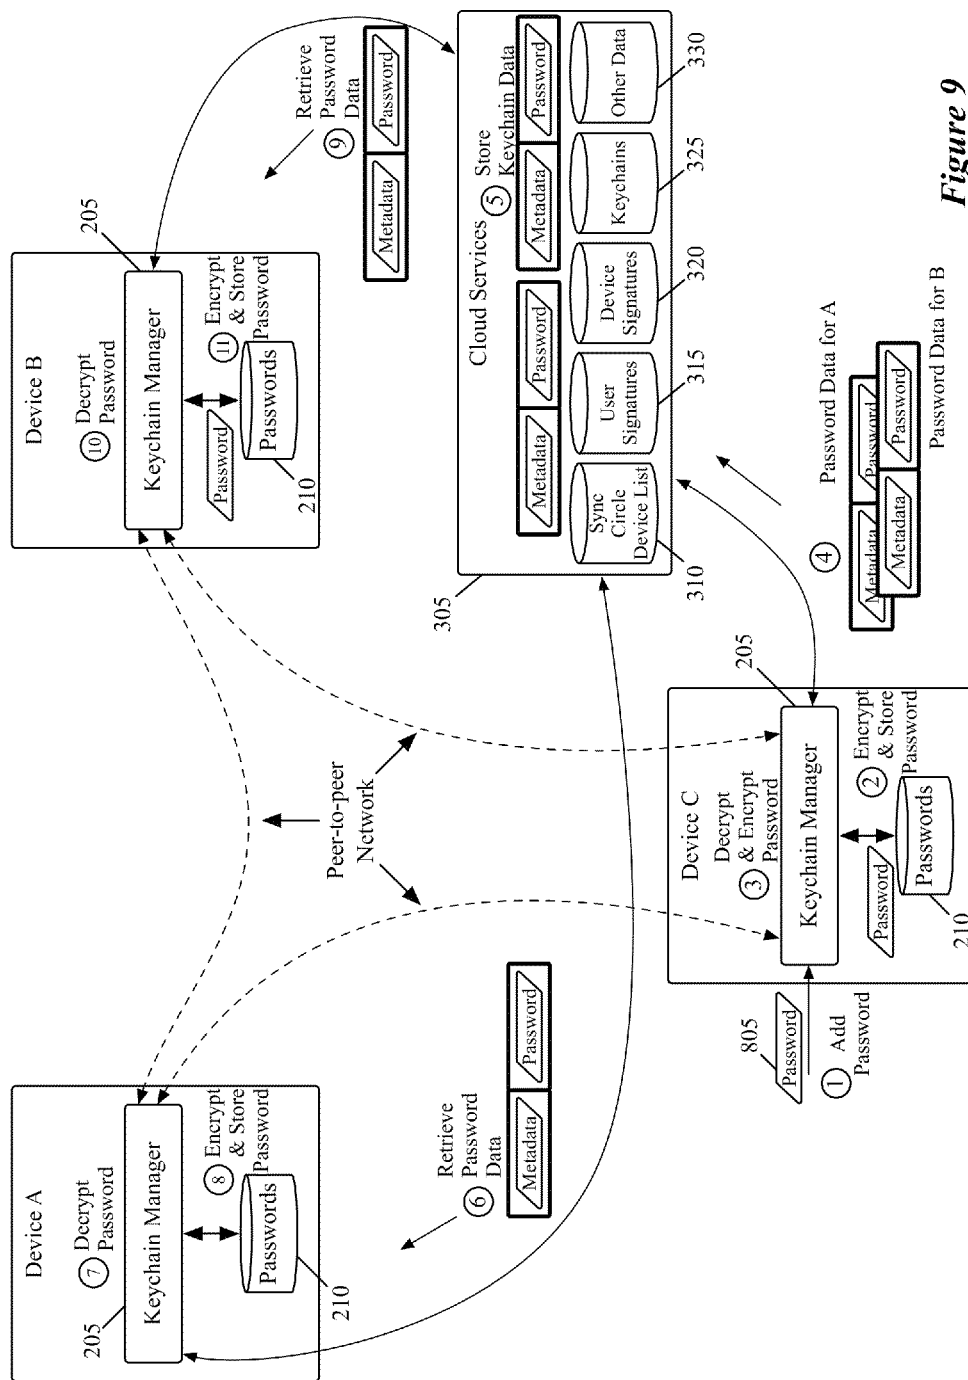 Device A
7 Decrypt
Password
205
Keychain Manager
8 Encrypt
& Store
Password
Passwords
210
Device B
10 Decrypt
Password
205
Keychain Manager
11 Encrypt
& Store
Password
Password
Passwords
210
Peer-to-peer
Network
Retrieve
Password
9 Data
Metadata Password
6 Retrieve
Password
Data
Metadata Password
305
Cloud Services
5 Store
Keychain Data
Metadata Password
Metadata Password
Sync
Circle
Device List
User
Signatures
Device
Signatures
Keychains
Other Data
310
315
320
325
330
805
Password
1 Add
Password
Device C
Decrypt
3 & Encrypt
Password
205
Keychain Manager
2 Encrypt
& Store
Password
Password
Passwords
210
4
Password Data for A
Metadata Password
Metadata Password
Password Data for B
Figure 9